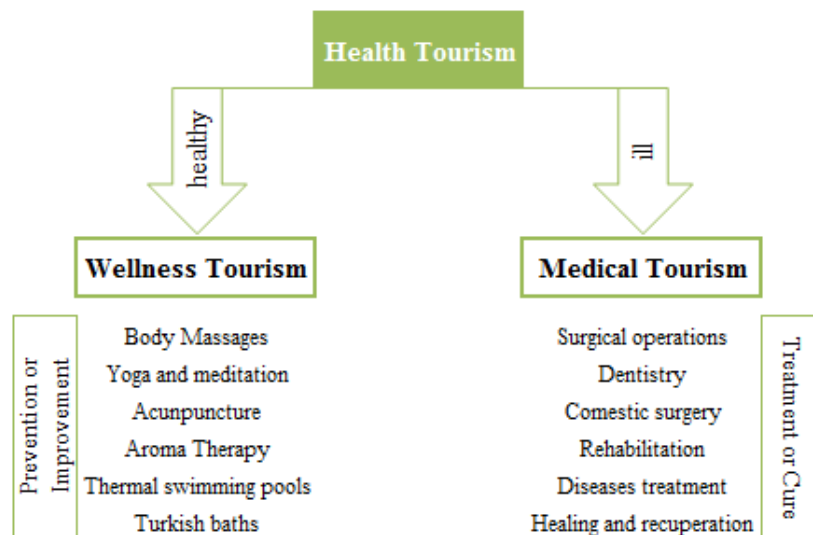 Health Tourism
healthy
ill
Wellness Tourism
Medical Tourism
Prevention or
Improvement
Body Massages
Yoga and meditation
Acunpuncture
Aroma Therapy
Thermal swimming pools
Turkish baths
Surgical operations
Dentistry
Comestic surgery
Rehabilitation
Diseases treatment
Healing and recuperation
Treatment or Cure